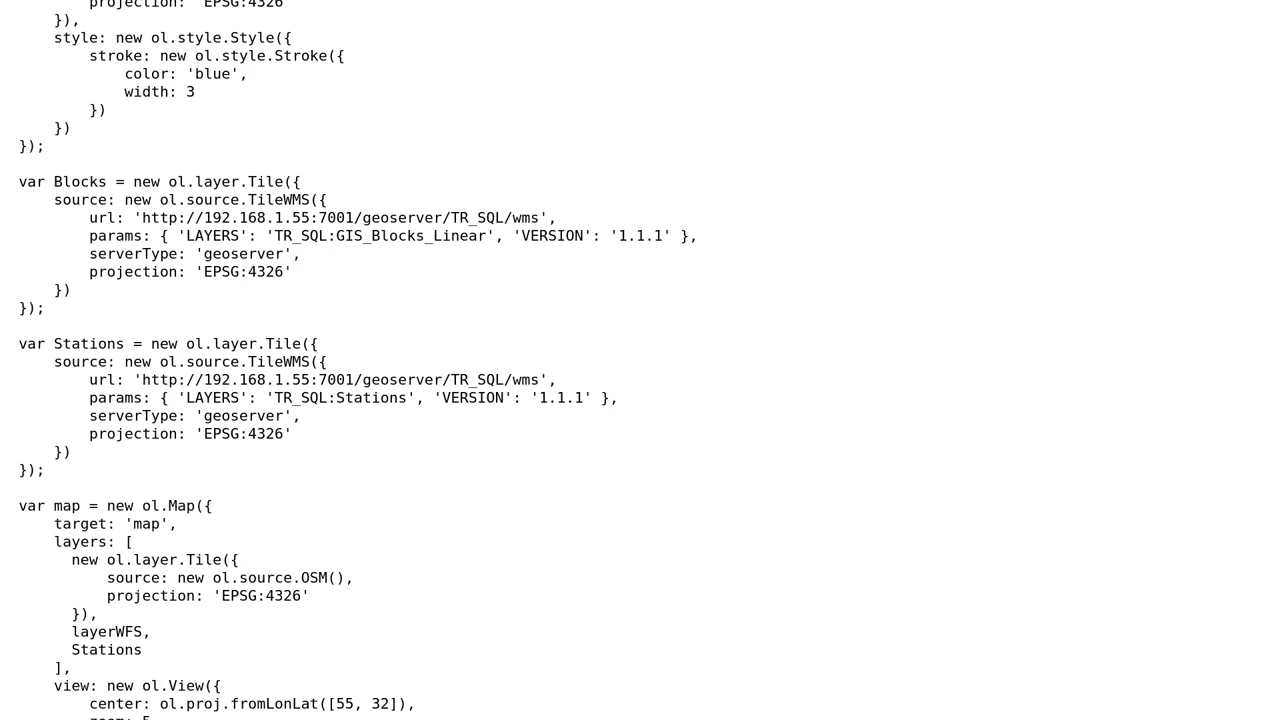 projection: 'EPSG:4326'
}),
style: new ol.style.Style({
stroke: new ol.style.Stroke({
color: 'blue',
width: 3
})
})
});
var Blocks = new ol.layer.Tile({
source: new ol.source.TileWMS({
url: 'http://192.168.1.55:7001/geoserver/TR_SQL/wms',
params: { 'LAYERS': 'TR_SQL:GIS_Blocks_Linear', 'VERSION': '1.1.1' },
serverType: 'geoserver',
projection: 'EPSG:4326'
})
});
var Stations = new ol.layer.Tile({
source: new ol.source.TileWMS({
url: 'http://192.168.1.55:7001/geoserver/TR_SQL/wms',
params: { 'LAYERS': 'TR_SQL:Stations', 'VERSION': '1.1.1' },
serverType: 'geoserver',
projection: 'EPSG:4326'
})
});
var map = new ol.Map({
target: 'map',
layers: [
new ol.layer.Tile({
source: new ol.source.OSM(),
projection: 'EPSG:4326'
}),
layerWFS,
Stations
],
view: new ol.View({
center: ol.proj.fromLonLat([55, 32]),
zoom: 5